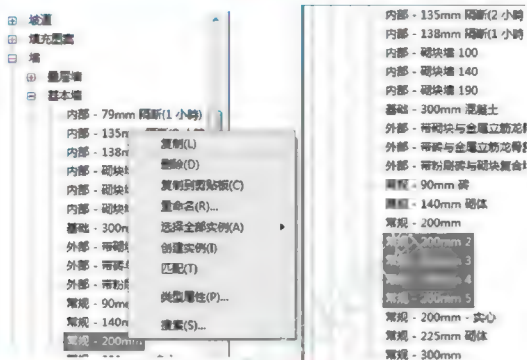 坡道
填充图案
墙
叠层墙
基本墙
内部 - 79mm 隔断(1 小时)
内部 - 135m
内部 - 138m
内部 - 砌块
内部 - 砌块
内部 - 砌块
基础 - 300m
外部 - 带砌
外部 - 带砖
外部 - 带粉
常规 - 90mm
常规 - 140m
常规 - 200mm
复制(L)
删除(D)
复制到剪贴板(C)
重命名(R)...
选择全部实例(A)
创建实例(I)
匹配(T)
类型属性(P)...
搜索(S)...
内部 - 135mm 隔断(2 小时
内部 - 138mm 隔断(1 小时
内部 - 砌块墙 100
内部 - 砌块墙 140
内部 - 砌块墙 190
基础 - 300mm 混凝土
外部 - 带砌块与金属立筋龙
外部 - 带砖与金属立筋龙骨
外部 - 带粉刷砖与砌块复合
- 90mm 砖
- 140mm 砌体
常规 - 200mm
常规 - 200mm 2
3
4
常规 - 200mm 5
常规 - 200mm - 实心
常规 - 225mm 砌体
常规 - 300mm